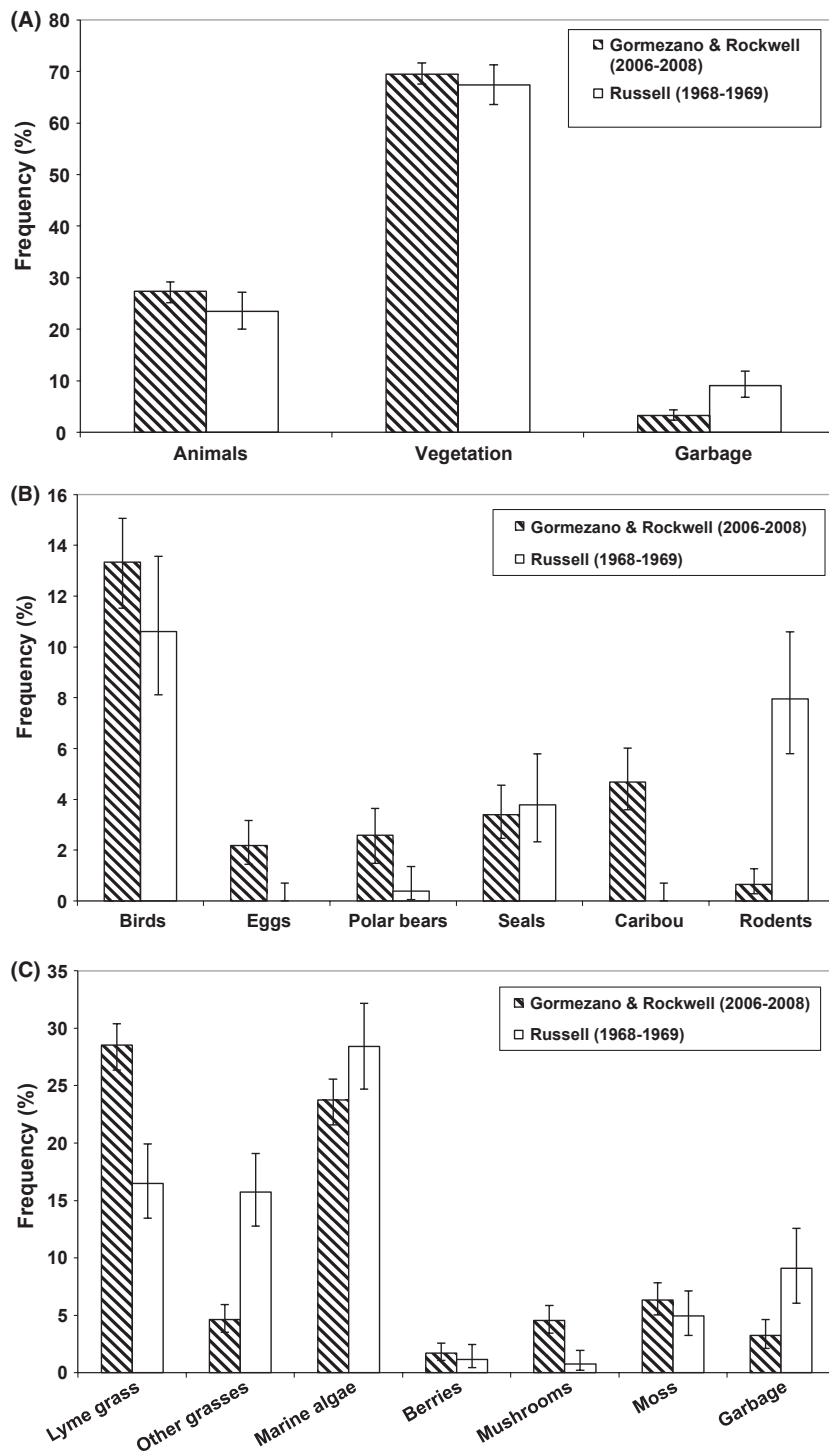 (A)
80
70
60
50
40
30
20
10
0
Frequency (%)
Gormezano & Rockwell
(2006-2008)
Russell (1968-1969)
Animals
Vegetation
Garbage
(B)
16
14
12
10
8
6
4
2
0
Frequency (%)
Gormezano & Rockwell (2006-2008)
Russell (1968-1969)
Birds
Eggs
Polar bears
Seals
Caribou
Rodents
(C)
35
30
25
20
15
10
5
0
Frequency (%)
Gormezano & Rockwell (2006-2008)
Russell (1968-1969)
Lyme grass
Other grasses
Marine algae
Berries
Mushrooms
Moss
Garbage